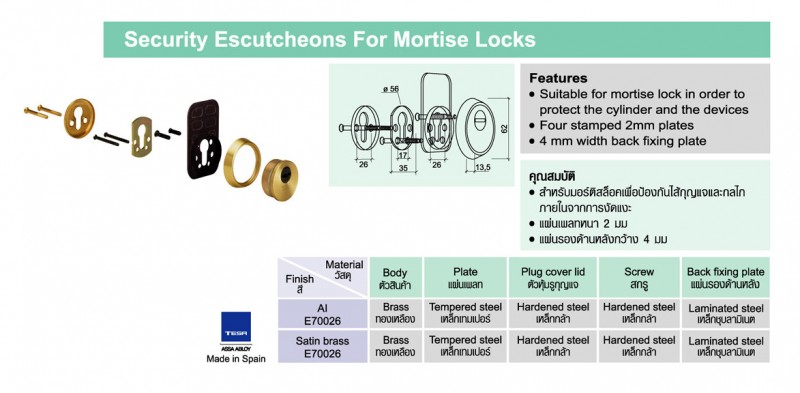 Security Escutcheons For Mortise Locks
ø 56
62
26
17
35
26
13,5
Features
• Suitable for mortise lock in order to
protect the cylinder and the devices
• Four stamped 2mm plates
• 4 mm width back fixing plate
คุณสมบัติ
• สำหรับมอร์ติสล็อคเพื่อป้องกันไส้กุญแจและกลไก
ภายในจากการงัดแงะ
• แผ่นเพลทหนา 2 มม
• แผ่นรองด้านหลังกว้าง 4 มม
Material
วัสดุ
Finish
สี
Body
ตัวสินค้า
Plate
แผ่นเพลท
Plug cover lid
ตัวหุ้มรูกุญแจ
Screw
สกรู
Back fixing plate
แผ่นรองด้านหลัง
Al
E70026
Brass
ทองเหลือง
Tempered steel
เหล็กเทมเปอร์
Hardened steel
เหล็กกล้า
Hardened steel
เหล็กกล้า
Laminated steel
เหล็กชุบลามิเนต
Satin brass
E70026
Brass
ทองเหลือง
Tempered steel
เหล็กเทมเปอร์
Hardened steel
เหล็กกล้า
Hardened steel
เหล็กกล้า
Laminated steel
เหล็กชุบลามิเนต
TESA
ASSA ABLOY
Made in Spain